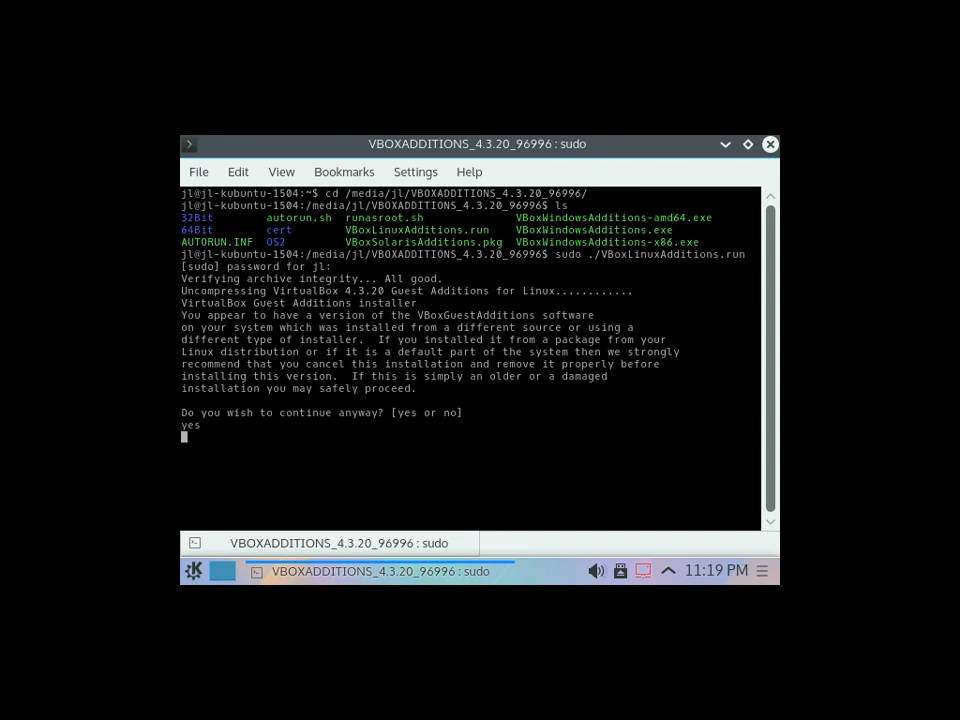 VBOXADDITIONS_4.3.20_96996 : sudo
File Edit View Bookmarks Settings Help
jl@jl-kubuntu-1504:~$ cd /media/jl/VBOXADDITIONS_4.3.20_96996/
jl@jl-kubuntu-1504:/media/jl/VBOXADDITIONS_4.3.20_96996$ ls
32Bit autorun.sh runasroot.sh VBoxWindowsAdditions-amd64.exe
64Bit cert VBoxLinuxAdditions.run VBoxWindowsAdditions.exe
AUTORUN.INF OS2 VBoxSolarisAdditions.pkg VBoxWindowsAdditions-x86.exe
jl@jl-kubuntu-1504:/media/jl/VBOXADDITIONS_4.3.20_96996$ sudo ./VBoxLinuxAdditions.run
[sudo] password for jl:
Verifying archive integrity... All good.
Uncompressing VirtualBox 4.3.20 Guest Additions for Linux............
VirtualBox Guest Additions installer
You appear to have a version of the VBoxGuestAdditions software
on your system which was installed from a different source or using a
different type of installer.  If you installed it from a package from your
Linux distribution or if it is a default part of the system then we strongly
recommend that you cancel this installation and remove it properly before
installing this version.  If this is simply an older or a damaged
installation you may safely proceed.
Do you wish to continue anyway? [yes or no]
yes
VBOXADDITIONS_4.3.20_96996 : sudo
VBOXADDITIONS_4.3.20_96996 : sudo 11:19 PM